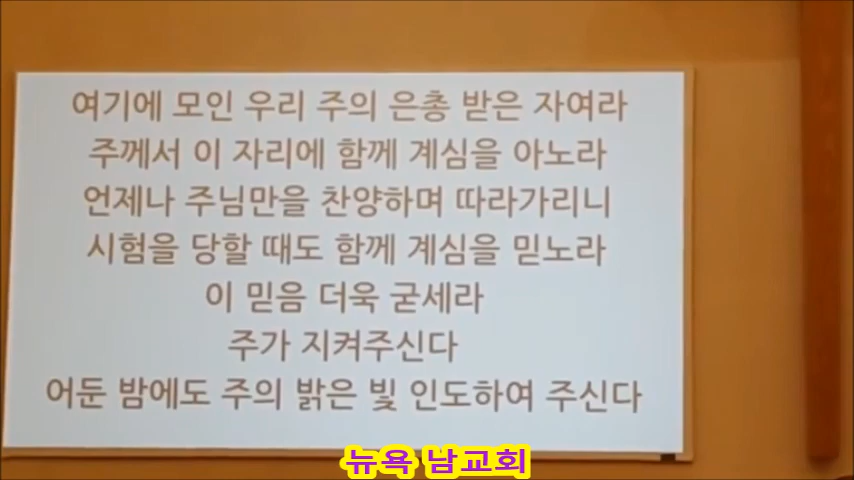 여기에 모인 우리 주의 은총 받은 자여라
주께서 이 자리에 함께 계심을 아노라
언제나 주님만을 찬양하며 따라가리니
시험을 당할 때도 함께 계심을 믿노라
이 믿음 더욱 굳세라
주가 지켜주신다
어둔 밤에도 주의 밝은 빛 인도하여 주신다
뉴욕 남교회